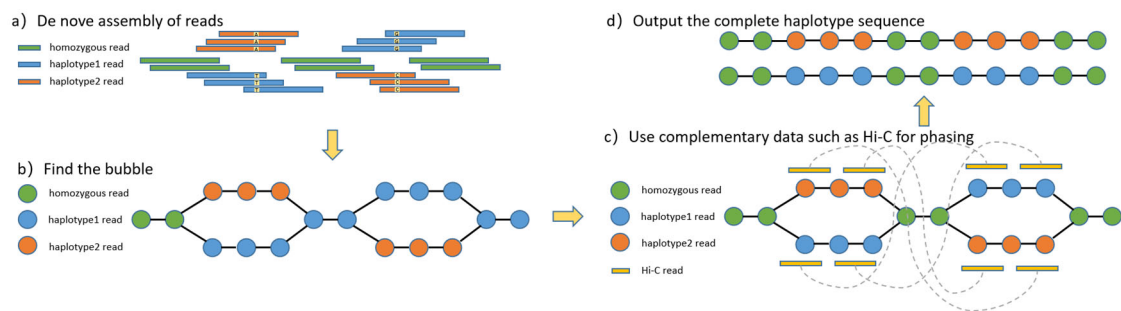 a) De nove assembly of reads
homozygous read
haplotype1 read
haplotype2 read
A
A
A
G
G
G
T
T
T
C
C
C
b) Find the bubble
homozygous read
haplotype1 read
haplotype2 read
c) Use complementary data such as Hi-C for phasing
homozygous read
haplotype1 read
haplotype2 read
Hi-C read
d) Output the complete haplotype sequence